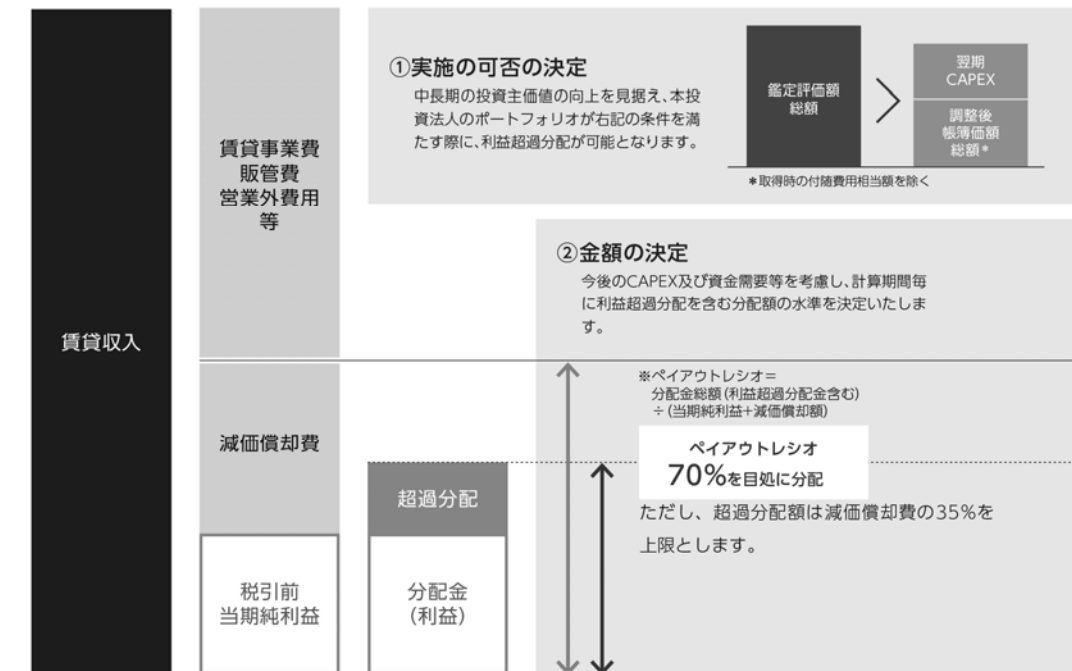 賃貸収入
賃貸事業費
販管費
営業外費用
等
減価償却費
税引前
当期純利益
超過分配
分配金
(利益)
①実施の可否の決定
中長期の投資主価値の向上を見据え、本投
資法人のポートフォリオが右記の条件を満
たす際に、利益超過分配が可能となります。
鑑定評価額
総額
翌期
CAPEX
調整後
帳簿価額
総額*
*取得時の付随費用相当額を除く
②金額の決定
今後のCAPEX及び資金需要等を考慮し、計算期間毎
に利益超過分配を含む分配額の水準を決定いたしま
す。
※ペイアウトレシオ=
分配金総額(利益超過分配金含む)
÷(当期純利益+減価償却額)
ペイアウトレシオ
70%を目処に分配
ただし、超過分配額は減価償却費の35%を
上限とします。